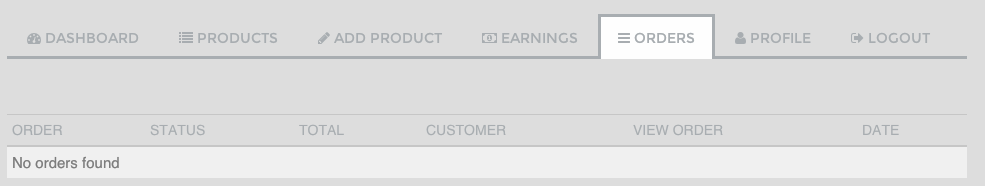 DASHBOARD PRODUCTS ADD PRODUCT EARNINGS ORDERS PROFILE LOGOUT
ORDER STATUS TOTAL CUSTOMER VIEW ORDER DATE
No orders found